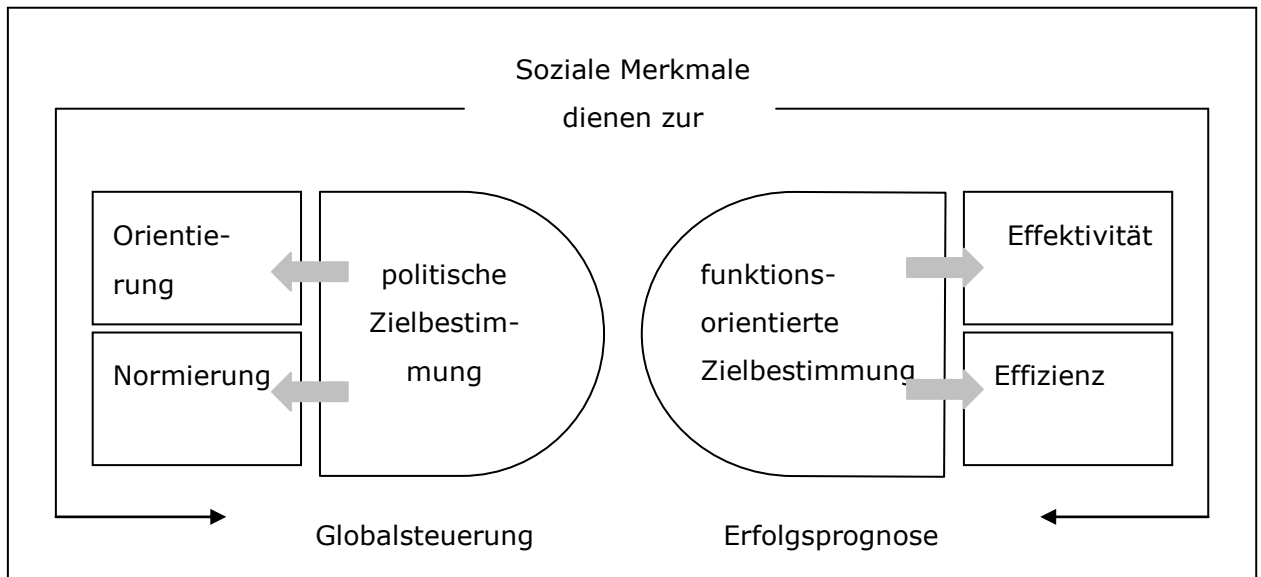 Soziale Merkmale
dienen zur
Orientie-
rung
Normierung
politische
Zielbestim-
mung
funktions-
orientierte
Zielbestimmung
Effektivität
Effizienz
Globalsteuerung
Erfolgsprognose